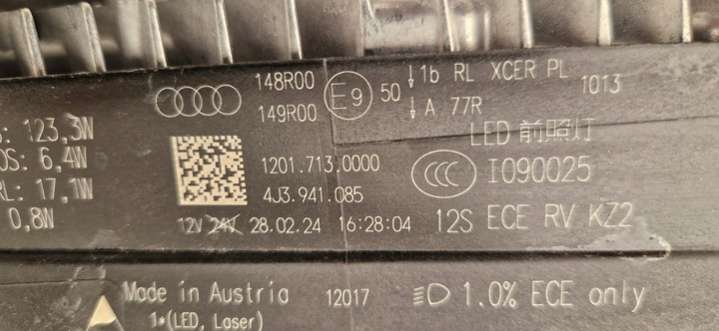 148R00 E9 50 ↓1b RL XCER PL 1013
149R00 ↓A 77R
: 123,3W
LED 前照灯
OS: 6,4W
1201.713.0000
CCC I090025
RL: 17,1W
4J3.941.085
0,8W
12V 24V 28.02.24 16:28:04 12S ECE RV KZ2
Made in Austria 12017 1.0% ECE only
1*(LED, Laser)